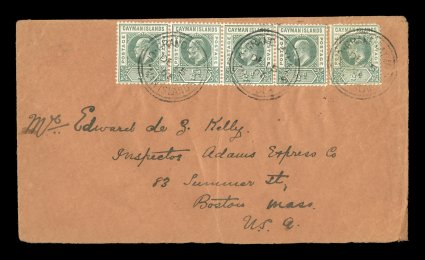 CAYMAN ISLANDS CAYMAN ISLANDS CAYMAN ISLANDS CAYMAN ISLANDS CAYMAN ISLANDS
Mrs Edward de G. Kelly.
Inspector Adams Express Co
83 Summer St,
Boston Mass.
U.S.A.